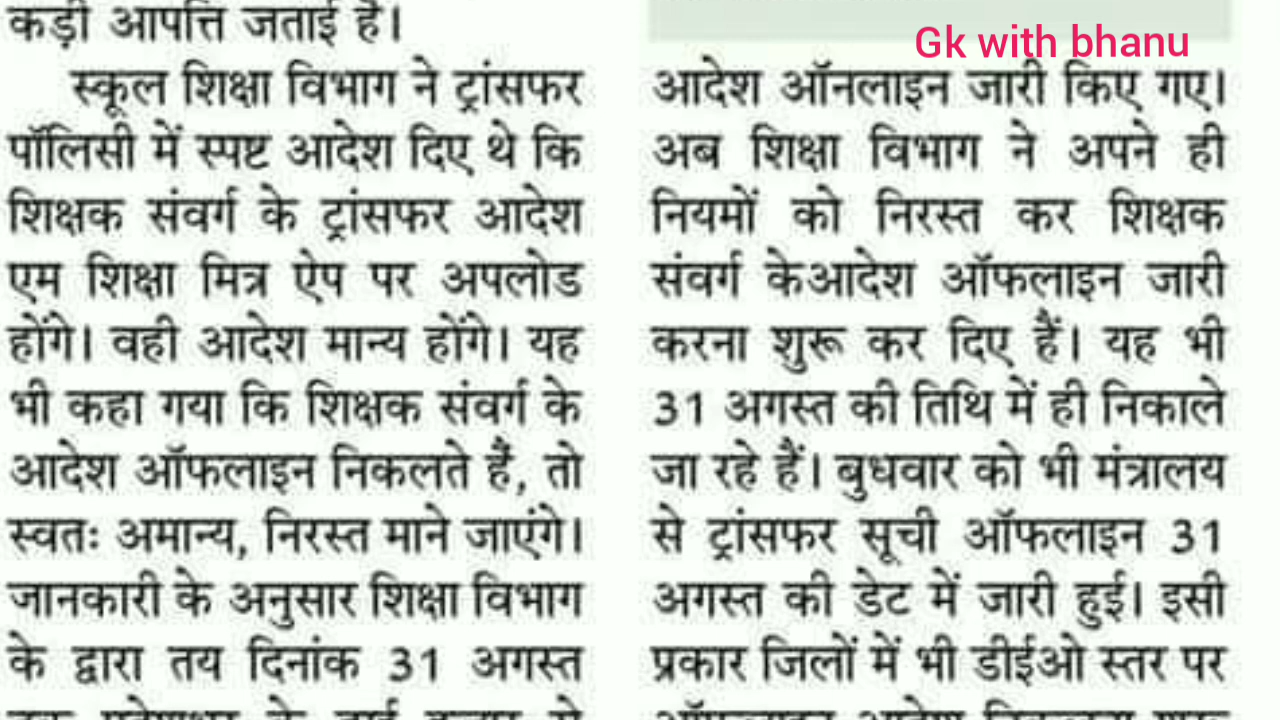 कड़ी आपत्ति जताई है।
स्कूल शिक्षा विभाग ने ट्रांसफर
पॉलिसी में स्पष्ट आदेश दिए थे कि
शिक्षक संवर्ग के ट्रांसफर आदेश
एम शिक्षा मित्र ऐप पर अपलोड
होंगे। वही आदेश मान्य होंगे। यह
भी कहा गया कि शिक्षक संवर्ग के
आदेश ऑफलाइन निकलते हैं, तो
स्वतः अमान्य, निरस्त माने जाएंगे।
जानकारी के अनुसार शिक्षा विभाग
के द्वारा तय दिनांक 31 अगस्त
Gk with bhanu
आदेश ऑनलाइन जारी किए गए।
अब शिक्षा विभाग ने अपने ही
नियमों को निरस्त कर शिक्षक
संवर्ग केआदेश ऑफलाइन जारी
करना शुरू कर दिए हैं। यह भी
31 अगस्त की तिथि में ही निकाले
जा रहे हैं। बुधवार को भी मंत्रालय
से ट्रांसफर सूची ऑफलाइन 31
अगस्त की डेट में जारी हुई। इसी
प्रकार जिलों में भी डीईओ स्तर पर